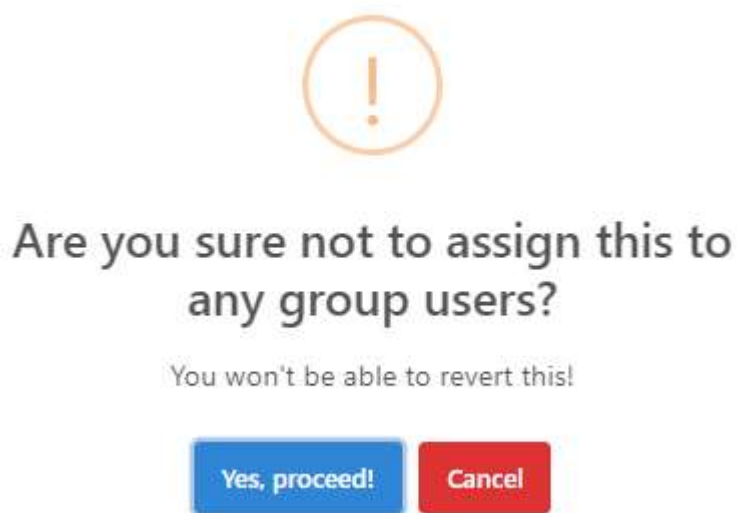 Are you sure not to assign this to
any group users?
You won't be able to revert this!
Yes, proceed! Cancel